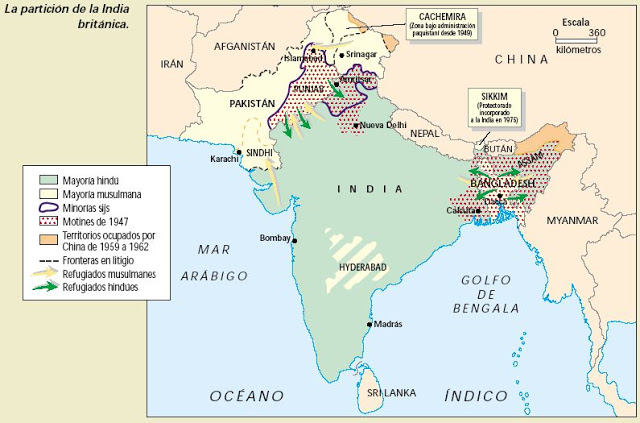 La partición de la India
británica.
CACHEMIRA
(Zona bajo administración
paquistaní desde 1949)
Escala
0 360
kilómetros
AFGANISTÁN
Islamabad
Srinagar
CHINA
IRÁN
PUNJAB
Amritsar
SIKKIM
(Protectorado
incorporado
a la India en 1975)
PAKISTÁN
Nueva Delhi
NEPAL
BUTÁN
ASSAM
Karachi
SINDHI
BANGLADESH
Dacca
Calcuta
INDIA
MYANMAR
Mayoría hindú
Mayoría musulmana
Minorías sijs
Motines de 1947
Territorios ocupados por
China de 1959 a 1962
Fronteras en litigio
Refugiados musulmanes
Refugiados hindúes
Bombay
MAR
ARÁBIGO
HYDERABAD
GOLFO
DE
BENGALA
Madrás
SRI LANKA
OCÉANO ÍNDICO